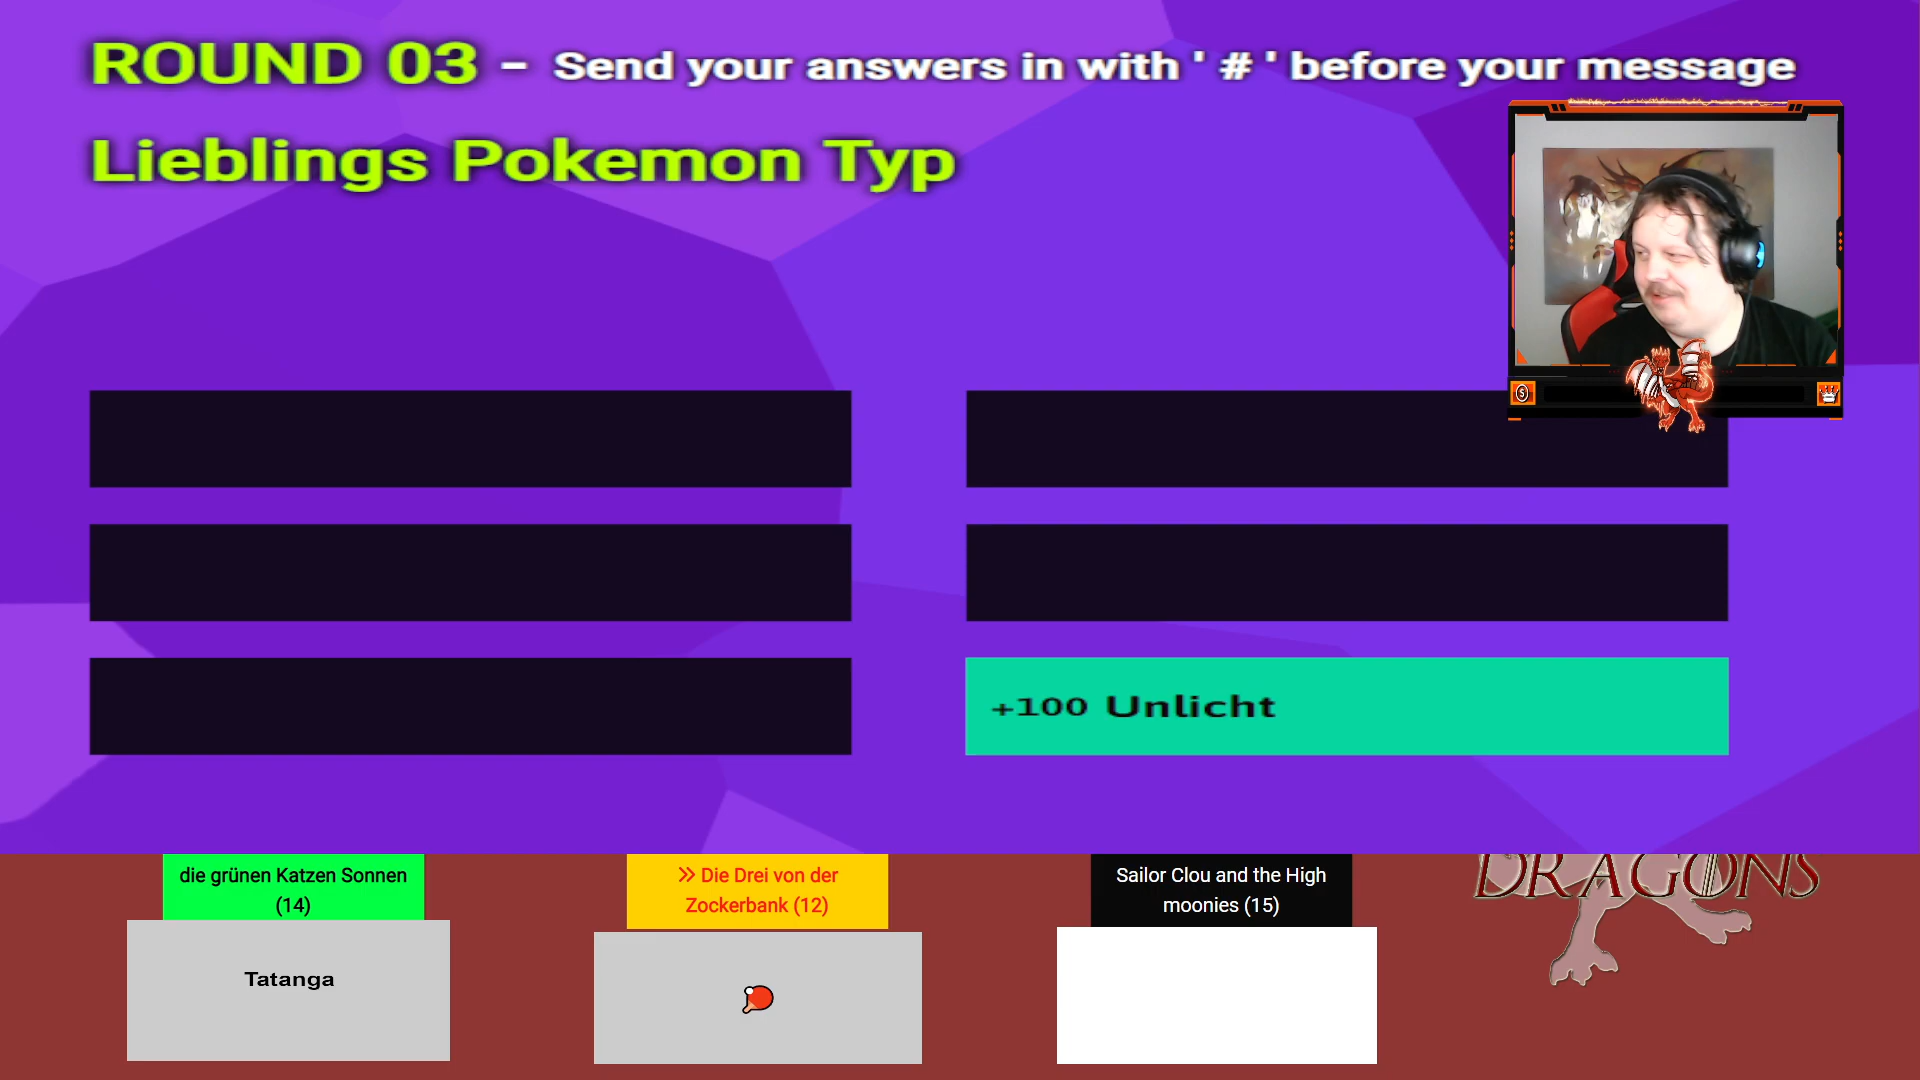 ROUND 03 - Send your answers in with ' # ' before your message
Lieblings Pokemon Typ
+100 Unlicht
die grünen Katzen Sonnen
(14)
Tatanga
>> Die Drei von der
Zockerbank (12)
Sailor Clou and the High
moonies (15)
DRAGONS